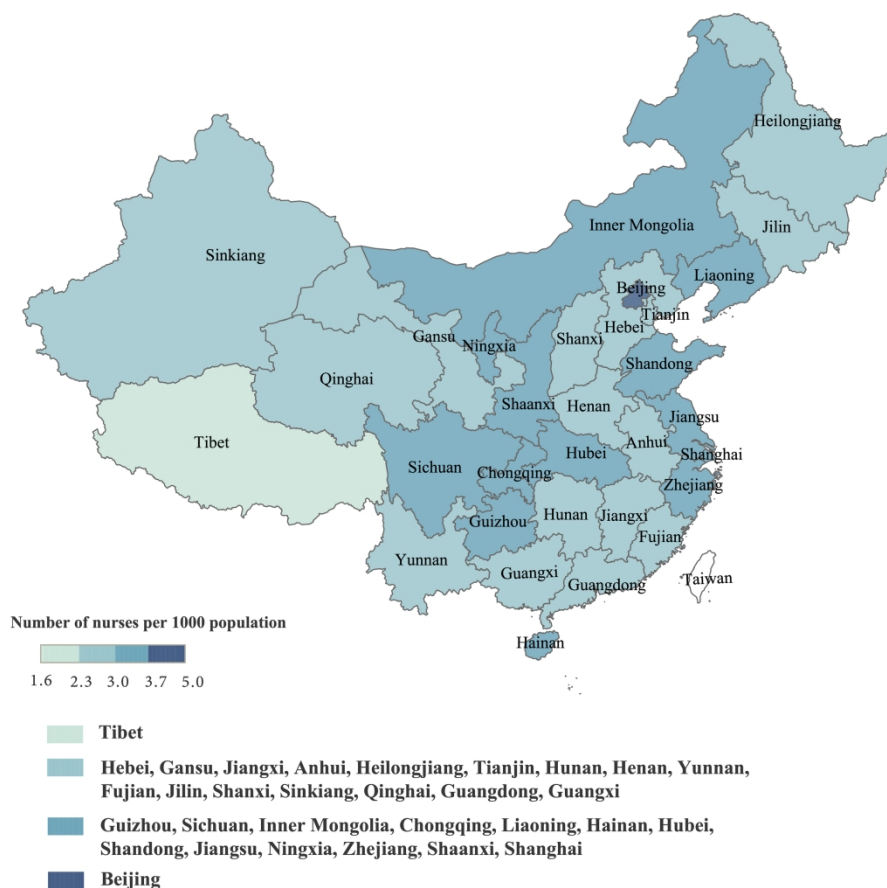 Heilongjiang
Jilin
Inner Mongolia
Sinkiang
Liaoning
Beijing
Tianjin
Hebei
Shanxi
Gansu
Ningxia
Shandong
Qinghai
Shaanxi
Henan
Jiangsu
Tibet
Anhui
Hubei
Shanghai
Sichuan
Chongqing
Zhejiang
Guizhou
Hunan
Jiangxi
Fujian
Yunnan
Guangxi
Guangdong
Taiwan
Hainan
Number of nurses per 1000 population
1.6 2.3 3.0 3.7 5.0
Tibet
Hebei, Gansu, Jiangxi, Anhui, Heilongjiang, Tianjin, Hunan, Henan, Yunnan,
Fujian, Jilin, Shanxi, Sinkiang, Qinghai, Guangdong, Guangxi
Guizhou, Sichuan, Inner Mongolia, Chongqing, Liaoning, Hainan, Hubei,
Shandong, Jiangsu, Ningxia, Zhejiang, Shaanxi, Shanghai
Beijing